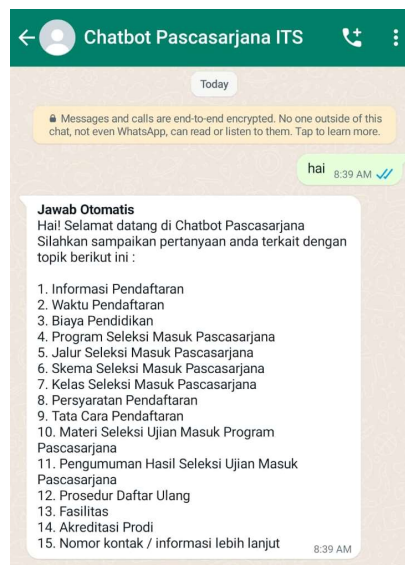 Chatbot Pascasarjana ITS
Today
Messages and calls are end-to-end encrypted. No one outside of this
chat, not even WhatsApp, can read or listen to them. Tap to learn more.
hai 8:39 AM
Jawab Otomatis
Hai! Selamat datang di Chatbot Pascasarjana
Silahkan sampaikan pertanyaan anda terkait dengan
topik berikut ini :
1. Informasi Pendaftaran
2. Waktu Pendaftaran
3. Biaya Pendidikan
4. Program Seleksi Masuk Pascasarjana
5. Jalur Seleksi Masuk Pascasarjana
6. Skema Seleksi Masuk Pascasarjana
7. Kelas Seleksi Masuk Pascasarjana
8. Persyaratan Pendaftaran
9. Tata Cara Pendaftaran
10. Materi Seleksi Ujian Masuk Program
Pascasarjana
11. Pengumuman Hasil Seleksi Ujian Masuk
Pascasarjana
12. Prosedur Daftar Ulang
13. Fasilitas
14. Akreditasi Prodi
15. Nomor kontak / informasi lebih lanjut 8:39 AM